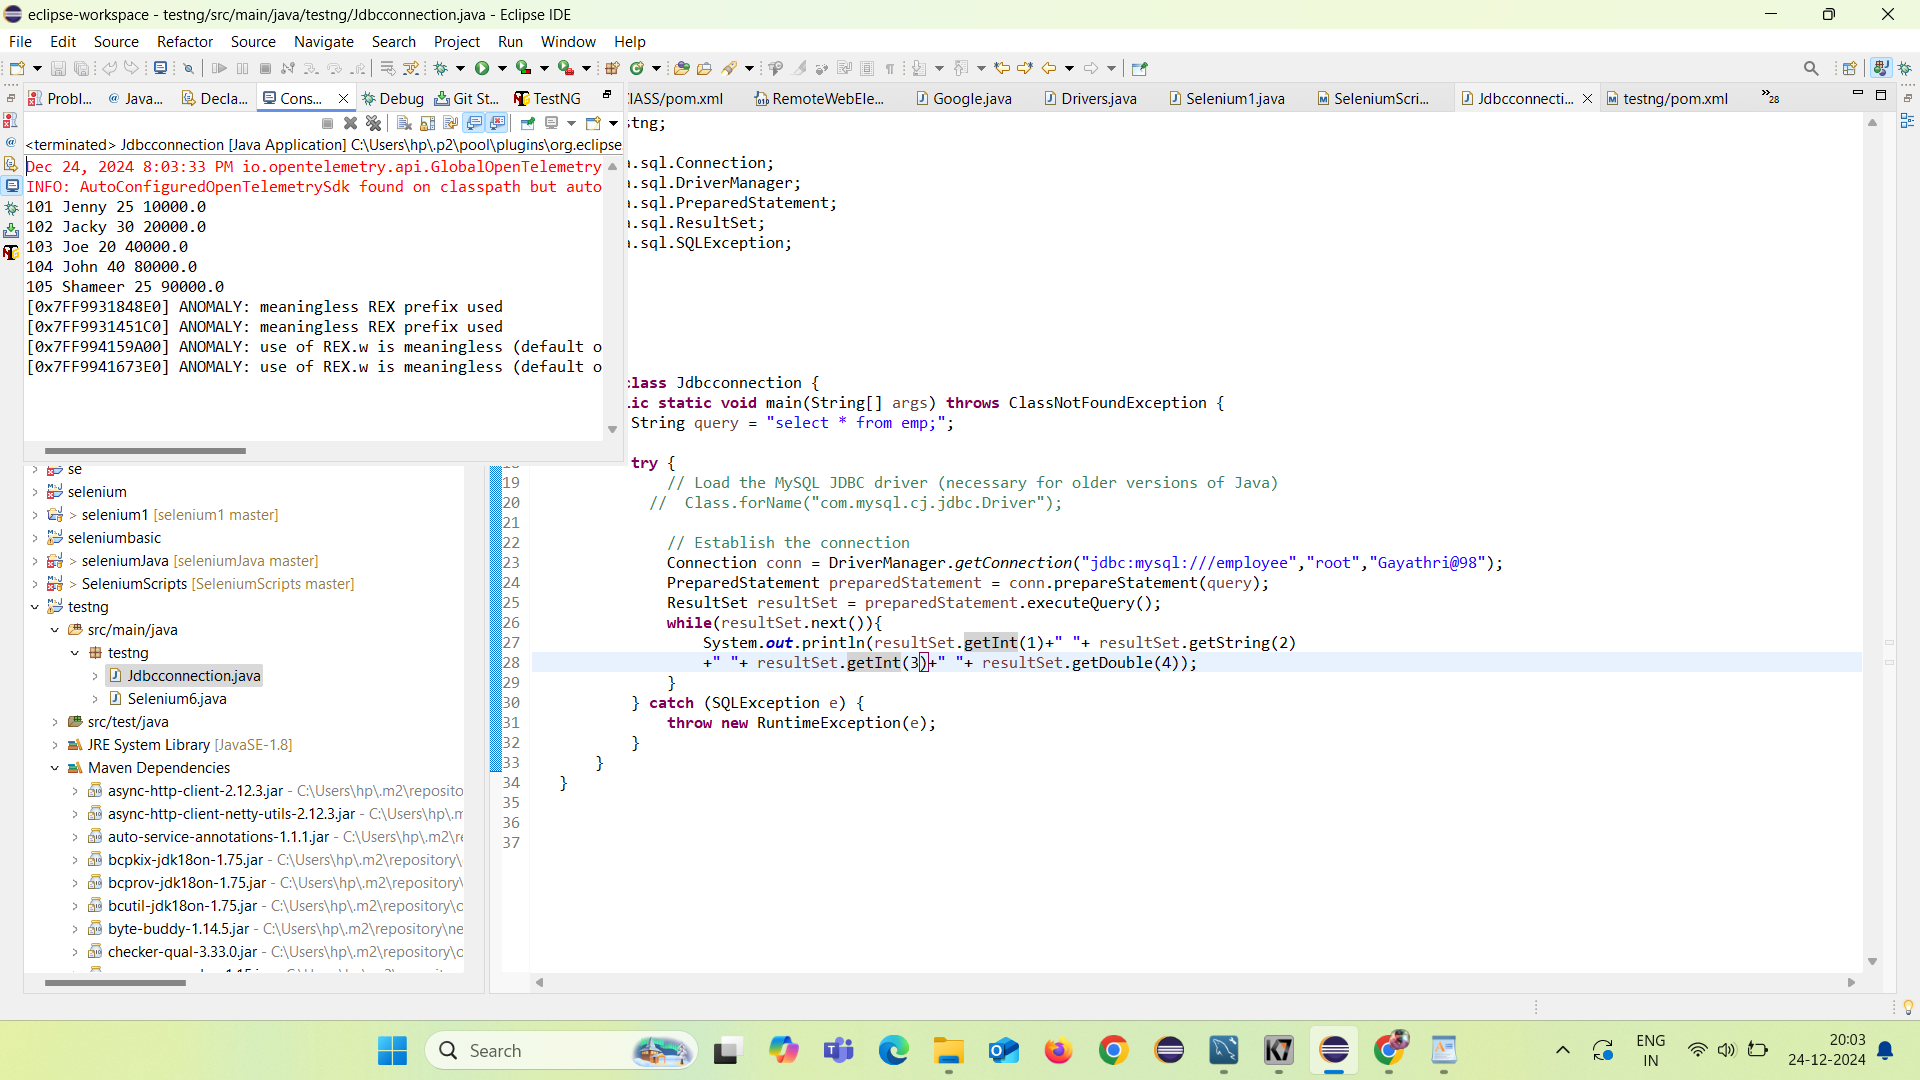 eclipse-workspace - testng/src/main/java/testng/Jdbcconnection.java - Eclipse IDE
File Edit Source Refactor Source Navigate Search Project Run Window Help
Probl... Java... Decla... Cons... Debug Git St... TestNG
IASS/pom.xml RemoteWebEle... Google.java Drivers.java Selenium1.java SeleniumScri... Jdbcconnecti... testng/pom.xml »28
<terminated> Jdbcconnection [Java Application] C:\Users\hp\.p2\pool\plugins\org.eclipse
Dec 24, 2024 8:03:33 PM io.opentelemetry.api.GlobalOpenTelemetry
INFO: AutoConfiguredOpenTelemetrySdk found on classpath but auto
101 Jenny 25 10000.0
102 Jacky 30 20000.0
103 Joe 20 40000.0
104 John 40 80000.0
105 Shameer 25 90000.0
[0x7FF9931848E0] ANOMALY: meaningless REX prefix used
[0x7FF9931451C0] ANOMALY: meaningless REX prefix used
[0x7FF994159A00] ANOMALY: use of REX.w is meaningless (default o
[0x7FF9941673E0] ANOMALY: use of REX.w is meaningless (default o
se
selenium
> selenium1 [selenium1 master]
seleniumbasic
> seleniumJava [seleniumJava master]
> SeleniumScripts [SeleniumScripts master]
testng
src/main/java
testng
Jdbcconnection.java
Selenium6.java
src/test/java
JRE System Library [JavaSE-1.8]
Maven Dependencies
async-http-client-2.12.3.jar - C:\Users\hp\.m2\reposito
async-http-client-netty-utils-2.12.3.jar - C:\Users\hp\.m
auto-service-annotations-1.1.1.jar - C:\Users\hp\.m2\re
bcpkix-jdk18on-1.75.jar - C:\Users\hp\.m2\repository\
bcprov-jdk18on-1.75.jar - C:\Users\hp\.m2\repository\
bcutil-jdk18on-1.75.jar - C:\Users\hp\.m2\repository\o
byte-buddy-1.14.5.jar - C:\Users\hp\.m2\repository\ne
checker-qual-3.33.0.jar - C:\Users\hp\.m2\repository\o
tng;
.sql.Connection;
.sql.DriverManager;
.sql.PreparedStatement;
.sql.ResultSet;
.sql.SQLException;
class Jdbcconnection {
ic static void main(String[] args) throws ClassNotFoundException {
String query = "select * from emp;";
try {
19 // Load the MySQL JDBC driver (necessary for older versions of Java)
20 // Class.forName("com.mysql.cj.jdbc.Driver");
21
22 // Establish the connection
23 Connection conn = DriverManager.getConnection("jdbc:mysql:///employee","root","Gayathri@98");
24 PreparedStatement preparedStatement = conn.prepareStatement(query);
25 ResultSet resultSet = preparedStatement.executeQuery();
26 while(resultSet.next()){
27 System.out.println(resultSet.getInt(1)+" "+ resultSet.getString(2)
28 +" "+ resultSet.getInt(3)+" "+ resultSet.getDouble(4));
29 }
30 } catch (SQLException e) {
31 throw new RuntimeException(e);
32 }
33 }
34 }
35
36
37
Search
ENG
IN
20:03
24-12-2024